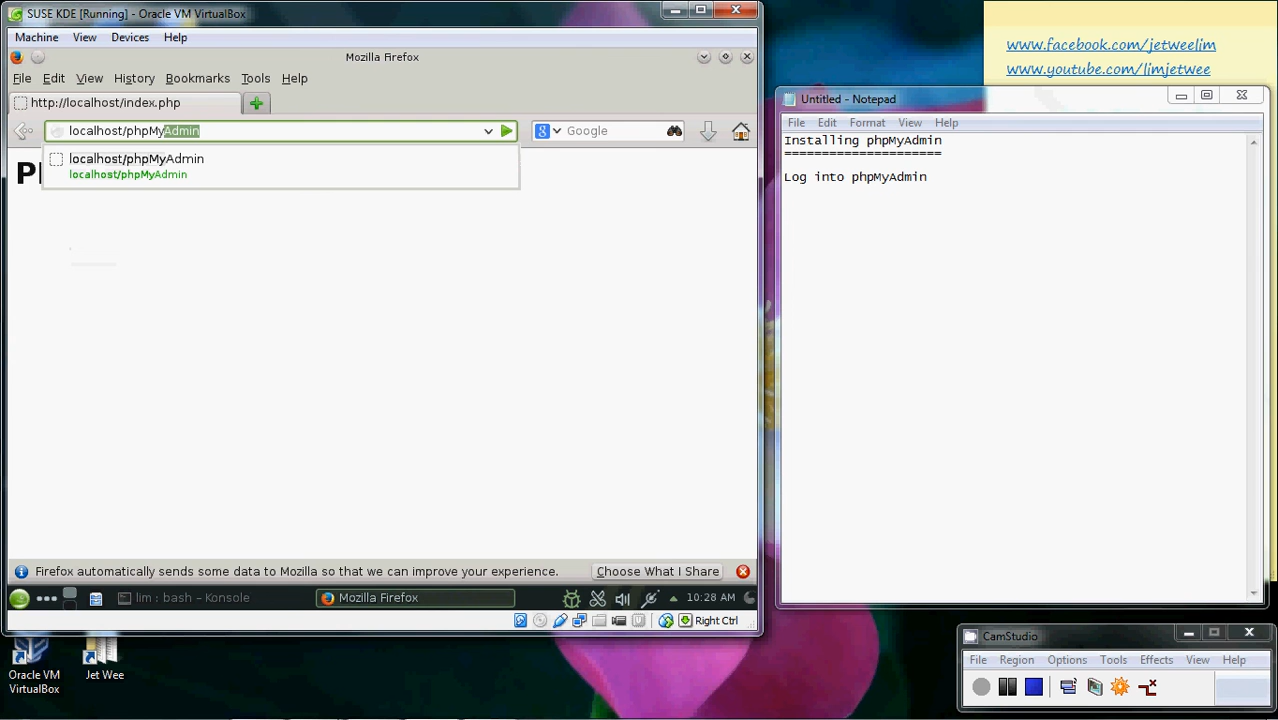 SUSE KDE [Running] - Oracle VM VirtualBox
Machine View Devices Help
Mozilla Firefox
File Edit View History Bookmarks Tools Help
http://localhost/index.php
localhost/phpMyAdmin
Google
localhost/phpMyAdmin
localhost/phpMyAdmin
Firefox automatically sends some data to Mozilla so that we can improve your experience.
Choose What I Share
lim : bash – Konsole
Mozilla Firefox
10:28 AM
Right Ctrl
Oracle VM
VirtualBox
Jet Wee
www.facebook.com/jetweelim
www.youtube.com/limjetwee
Untitled - Notepad
File Edit Format View Help
Installing phpMyAdmin
=====================
Log into phpMyAdmin
CamStudio
File Region Options Tools Effects View Help